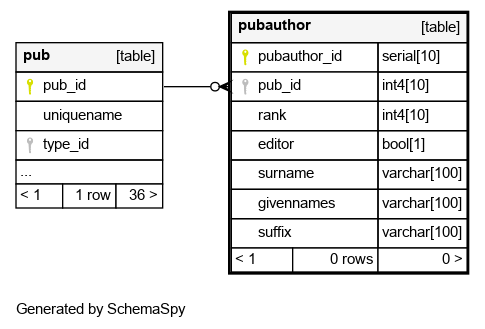 pub [table]
pub_id
uniquename
type_id
...
< 1 1 row 36 >
pubauthor [table]
pubauthor_id serial[10]
pub_id int4[10]
rank int4[10]
editor bool[1]
surname varchar[100]
givennames varchar[100]
suffix varchar[100]
< 1 0 rows 0 >
Generated by SchemaSpy